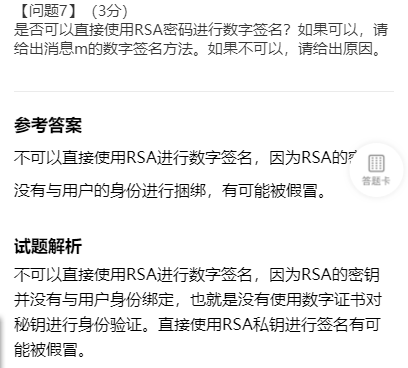 【问题7】（3分）
是否可以直接使用RSA密码进行数字签名？如果可以，请
给出消息m的数字签名方法。如果不可以，请给出原因。
参考答案
不可以直接使用RSA进行数字签名，因为RSA的
没有与用户的身份进行捆绑，有可能被假冒。
答题卡
试题解析
不可以直接使用RSA进行数字签名，因为RSA的密钥
并没有与用户身份绑定，也就是没有使用数字证书对
秘钥进行身份验证。直接使用RSA私钥进行签名有可
能被假冒。